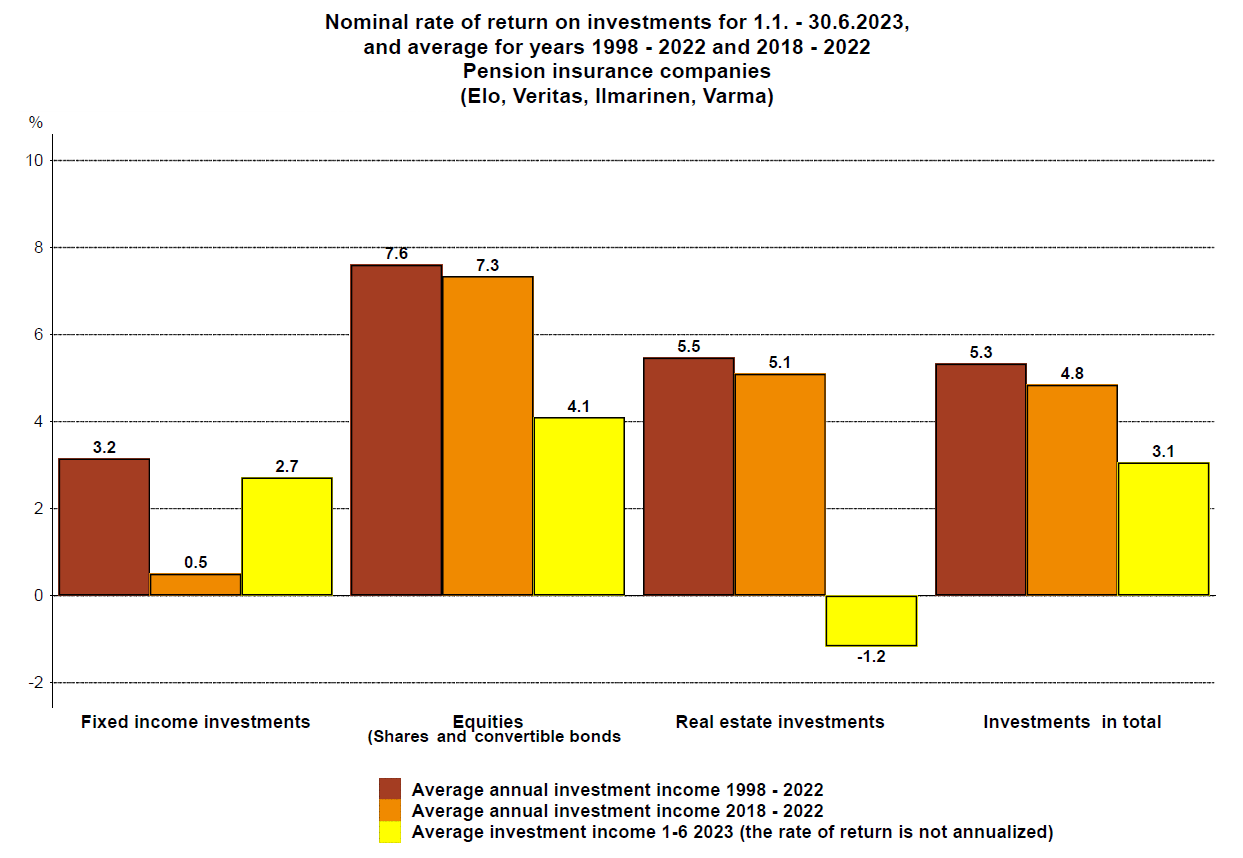 Nominal rate of return on investments for 1.1. - 30.6.2023,
and average for years 1998 - 2022 and 2018 - 2022
Pension insurance companies
(Elo, Veritas, Ilmarinen, Varma)
%
10
8
6
4
2
0
-2
3.2
0.5
2.7
7.6
7.3
4.1
5.5
5.1
-1.2
5.3
4.8
3.1
Fixed income investments
Equities
(Shares and convertible bonds
Real estate investments
Investments in total
Average annual investment income 1998 - 2022
Average annual investment income 2018 - 2022
Average investment income 1-6 2023 (the rate of return is not annualized)